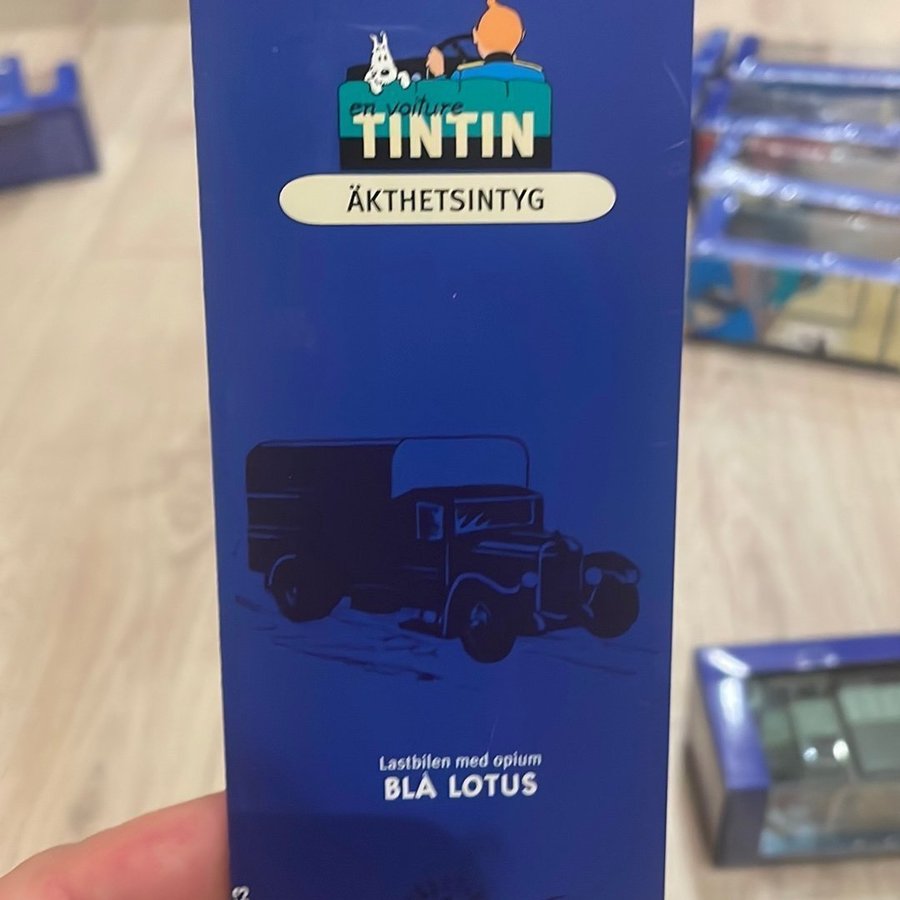 en voiture
TINTIN
ÄKTHETSINTYG
Lastbilen med opium
BLÅ LOTUS